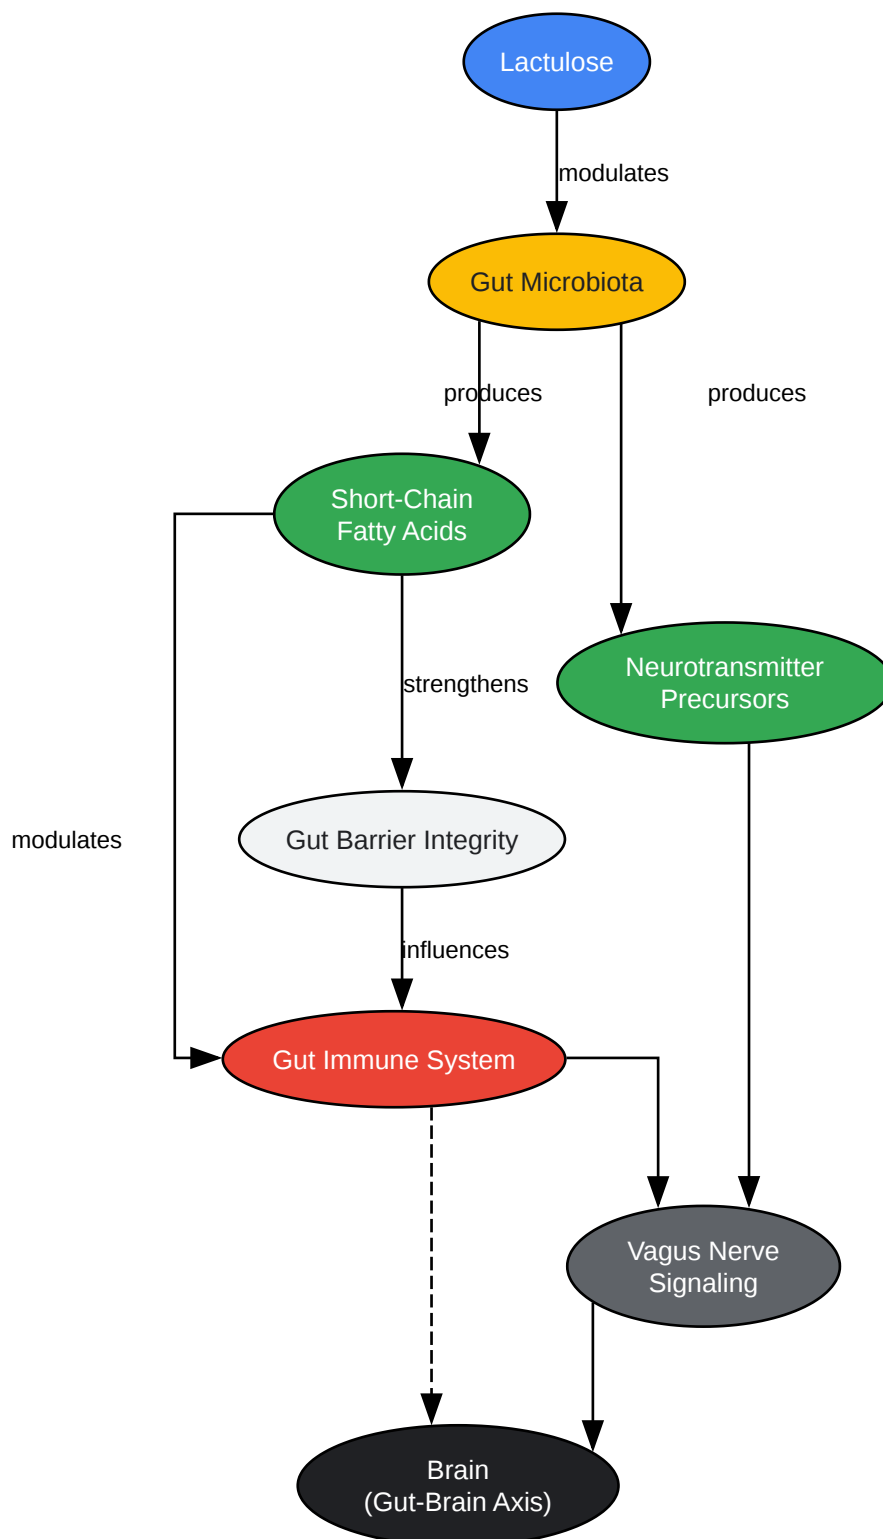 Lactulose
modulates
Gut Microbiota
produces
produces
Short-Chain
Fatty Acids
Neurotransmitter
Precursors
strengthens
modulates
Gut Barrier Integrity
influences
Gut Immune System
Vagus Nerve
Signaling
Brain
(Gut-Brain Axis)